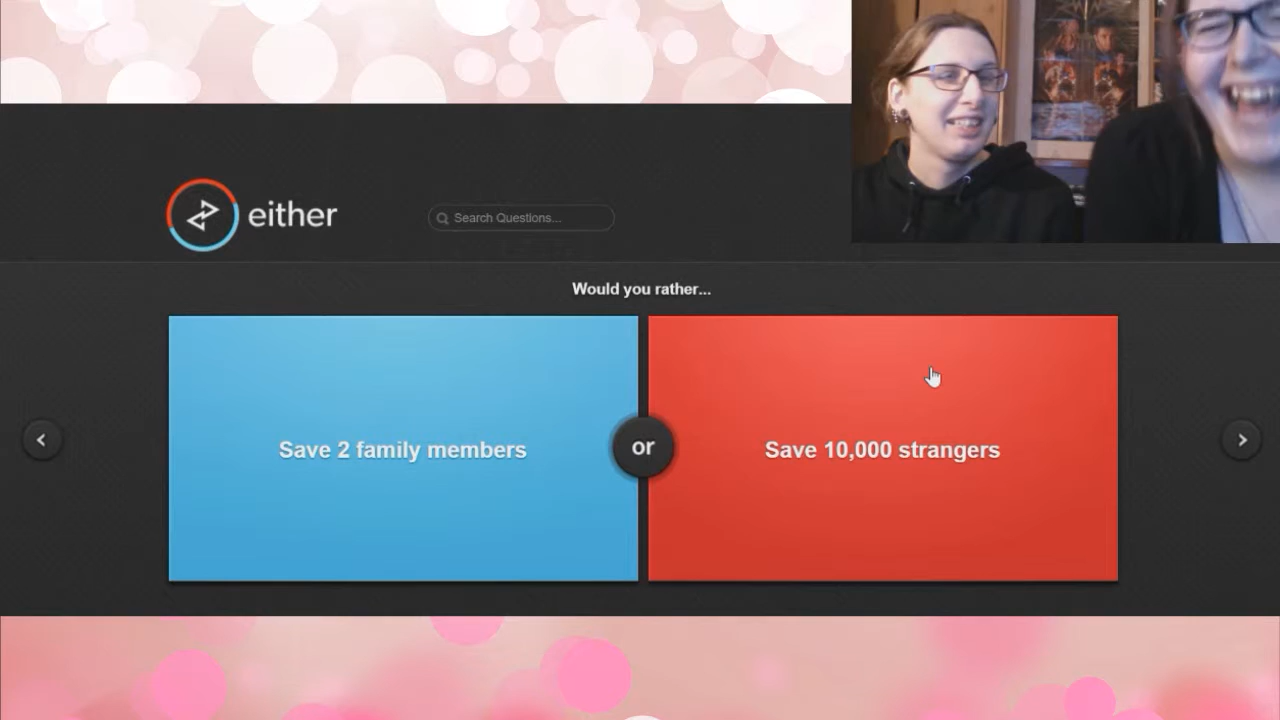 either
Search Questions...
Would you rather...
Save 2 family members
or
Save 10,000 strangers